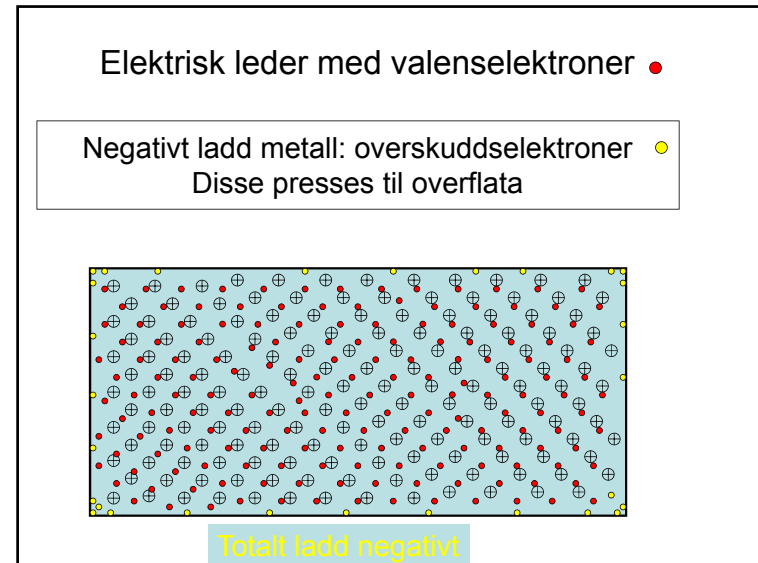 Elektrisk leder med valenselektroner
Negativt ladd metall: overskuddselektroner
Disse presses til overflata
Totalt ladd negativt